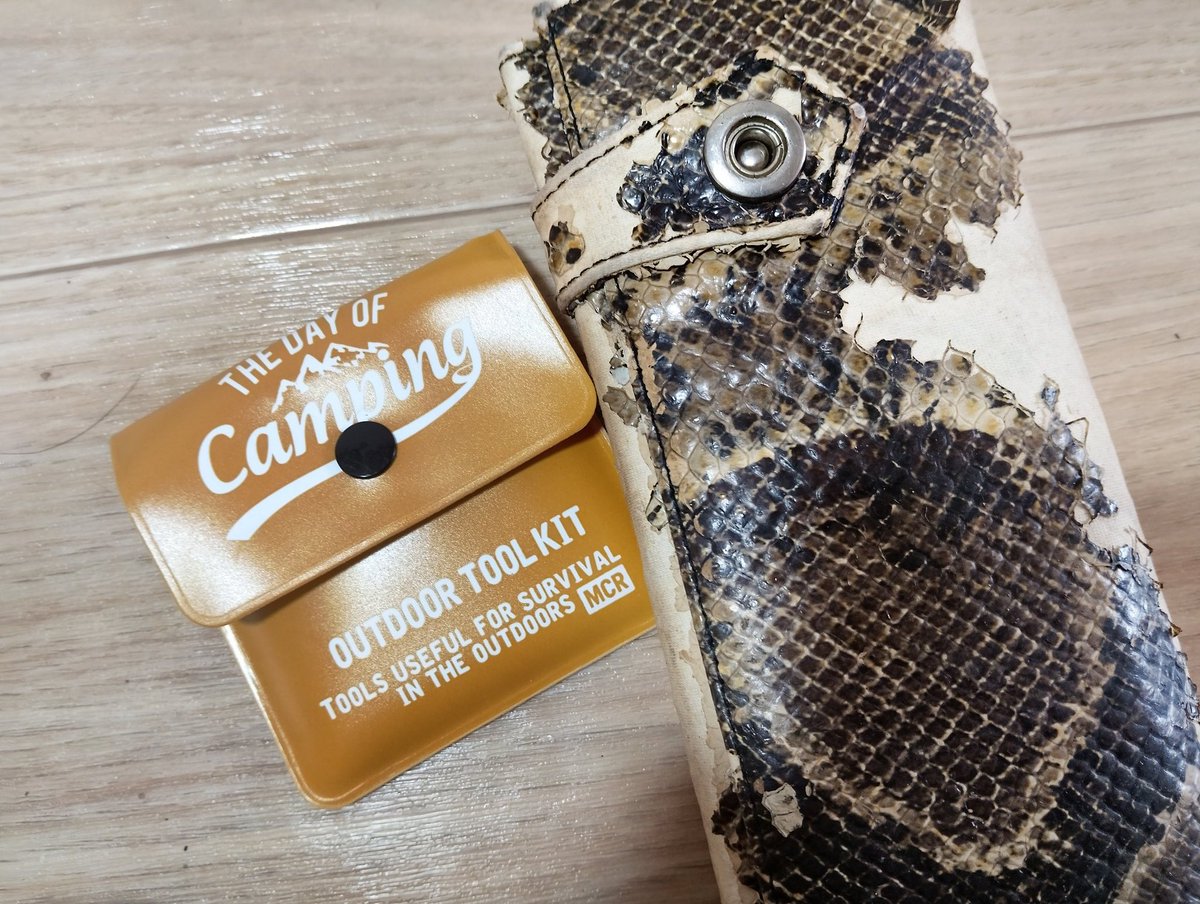 THE DAY OF
Camping
OUTDOOR TOOL KIT
TOOLS USEFUL FOR SURVIVAL
IN THE OUTDOORS MCR